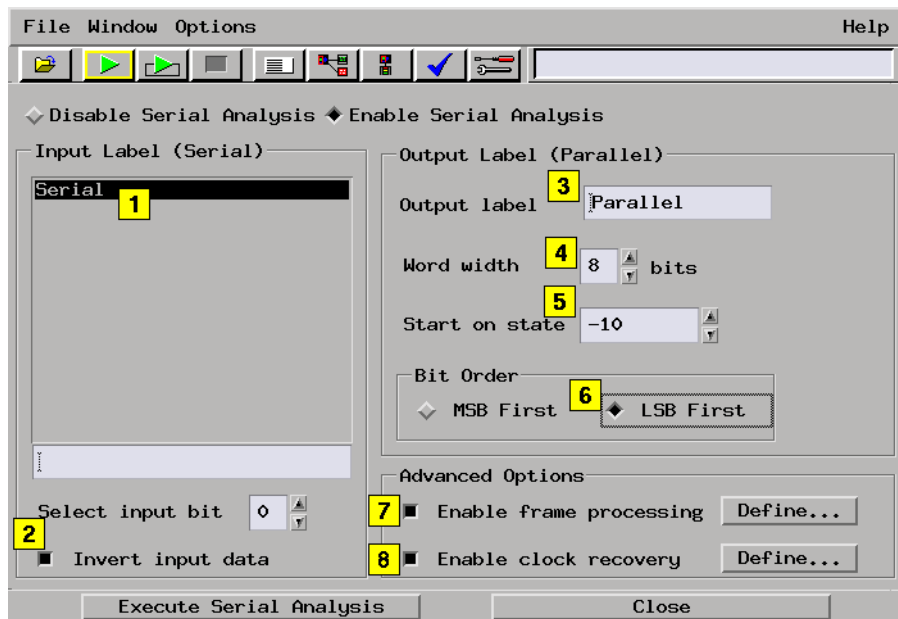 File Window Options Help
Disable Serial Analysis Enable Serial Analysis
Input Label (Serial)
Serial
1
Select input bit 0
2
Invert input data
Output Label (Parallel)
3
Output label Parallel
4
Word width 8 bits
5
Start on state -10
Bit Order
6
MSB First LSB First
Advanced Options
7 Enable frame processing Define...
8 Enable clock recovery Define...
Execute Serial Analysis Close